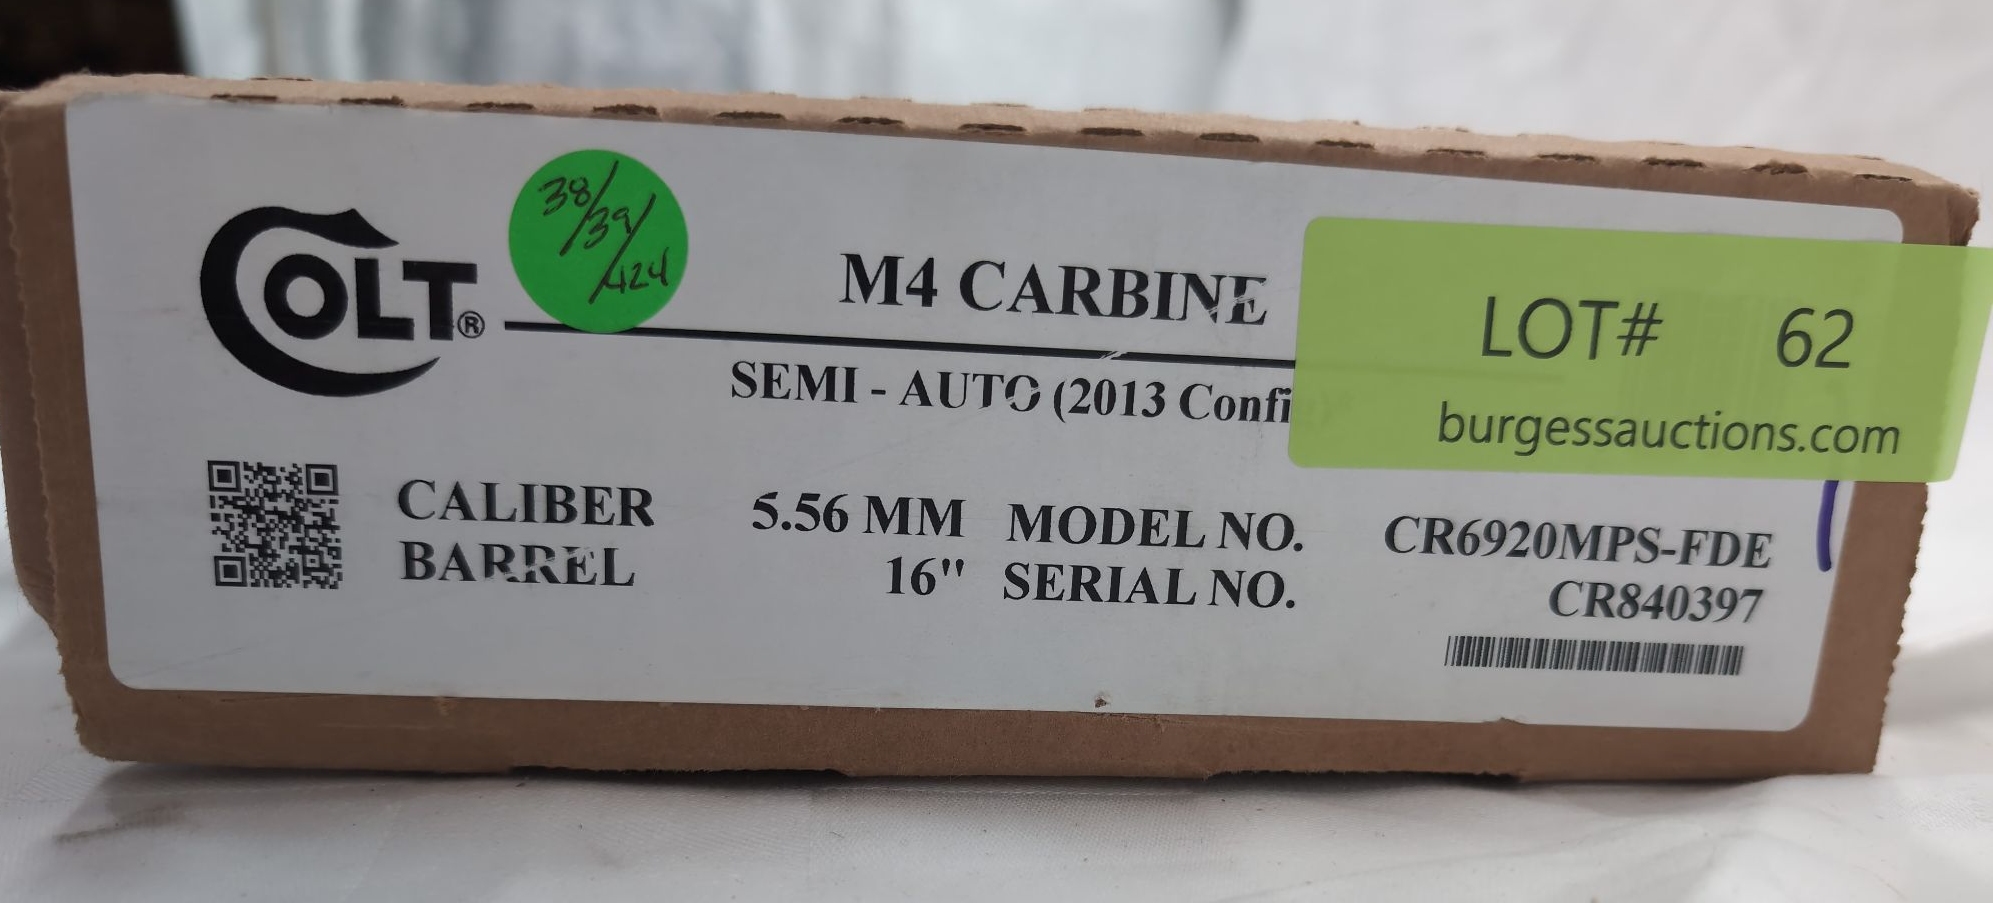 COLT®
38/39/424
M4 CARBINE
SEMI - AUTO (2013 Confi
LOT# 62
burgessauctions.com
CALIBER 5.56 MM MODEL NO. CR6920MPS-FDE
BARREL 16" SERIAL NO. CR840397